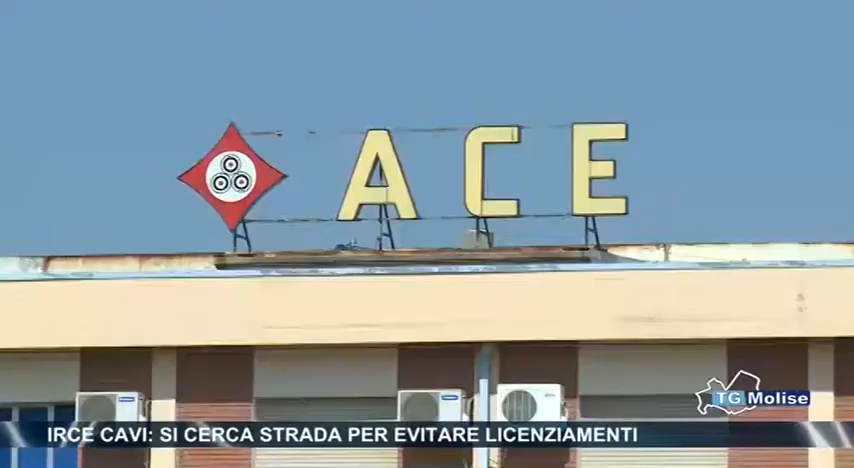 ACE
TG Molise
IRCE CAVI: SI CERCA STRADA PER EVITARE LICENZIAMENTI